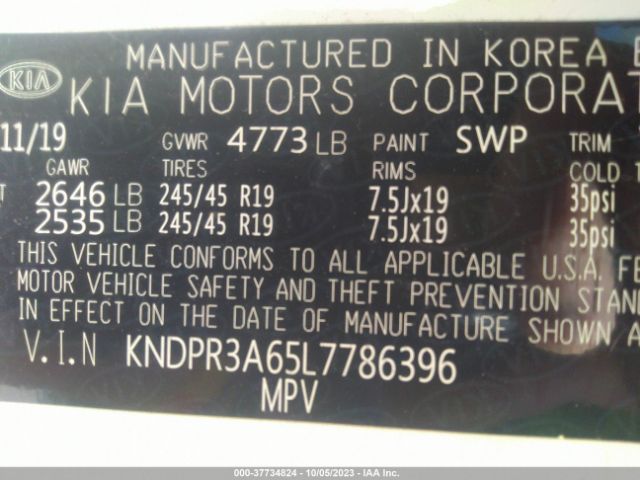 MANUFACTURED IN KOREA
KIA KIA MOTORS CORPORAT
11/19 GVWR 4773 LB PAINT SWP TRIM
GAWR TIRES RIMS COLD T
T 2646 LB 245/45 R19 7.5Jx19 35psi
2535 LB 245/45 R19 7.5Jx19 35psi
THIS VEHICLE CONFORMS TO ALL APPLICABLE U.S.A. FE
MOTOR VEHICLE SAFETY AND THEFT PREVENTION STAN
IN EFFECT ON THE DATE OF MANUFACTURE SHOWN A
V.I.N KNDPR3A65L7786396
MPV
000-37734824 - 10/05/2023 - IAA Inc.